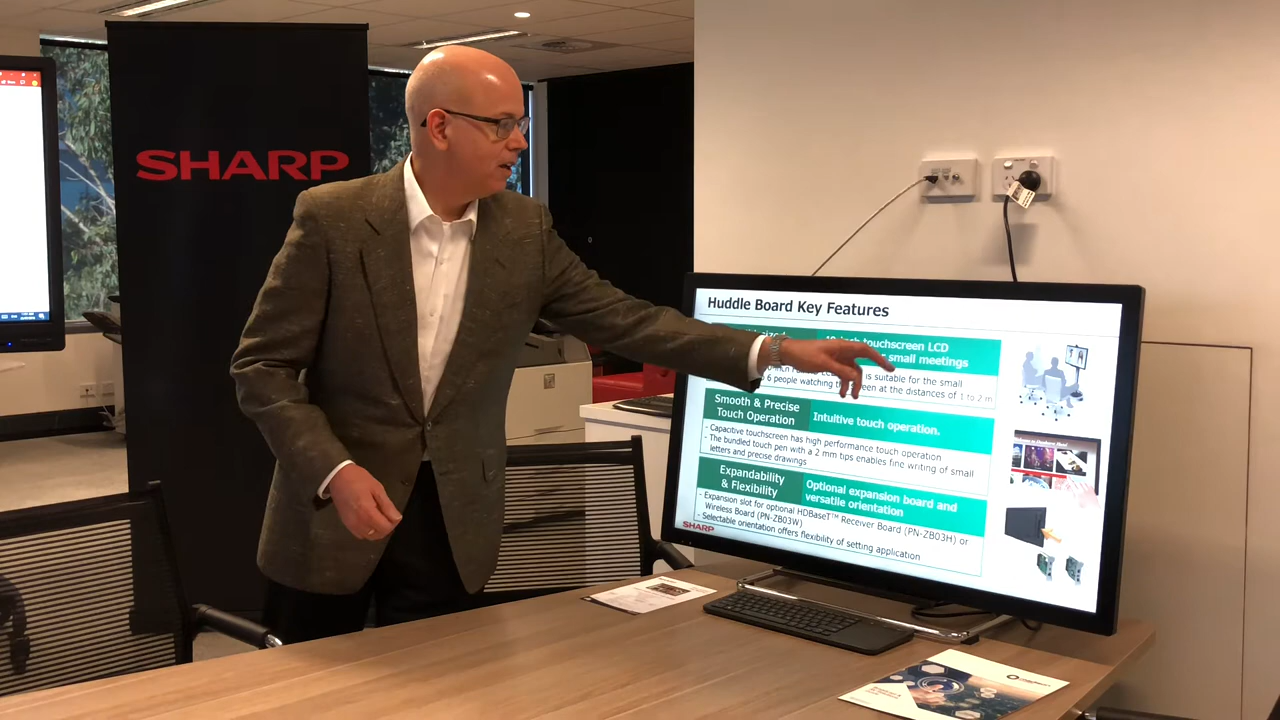 SHARP
Huddle Board Key Features
touchscreen LCD
small meetings
is suitable for the small
6 people watching the screen at the distances of 1 to 2 m
Smooth & Precise
Touch Operation
Intuitive touch operation.
- Capacitive touchscreen has high performance touch operation
- The bundled touch pen with a 2 mm tips enables fine writing of small
letters and precise drawings
Expandability
& Flexibility
Optional expansion board and
versatile orientation
- Expansion slot for optional HDBaseT™ Receiver Board (PN-ZB03H) or
Wireless Board (PN-ZB03W)
- Selectable orientation offers flexibility of setting application
SHARP